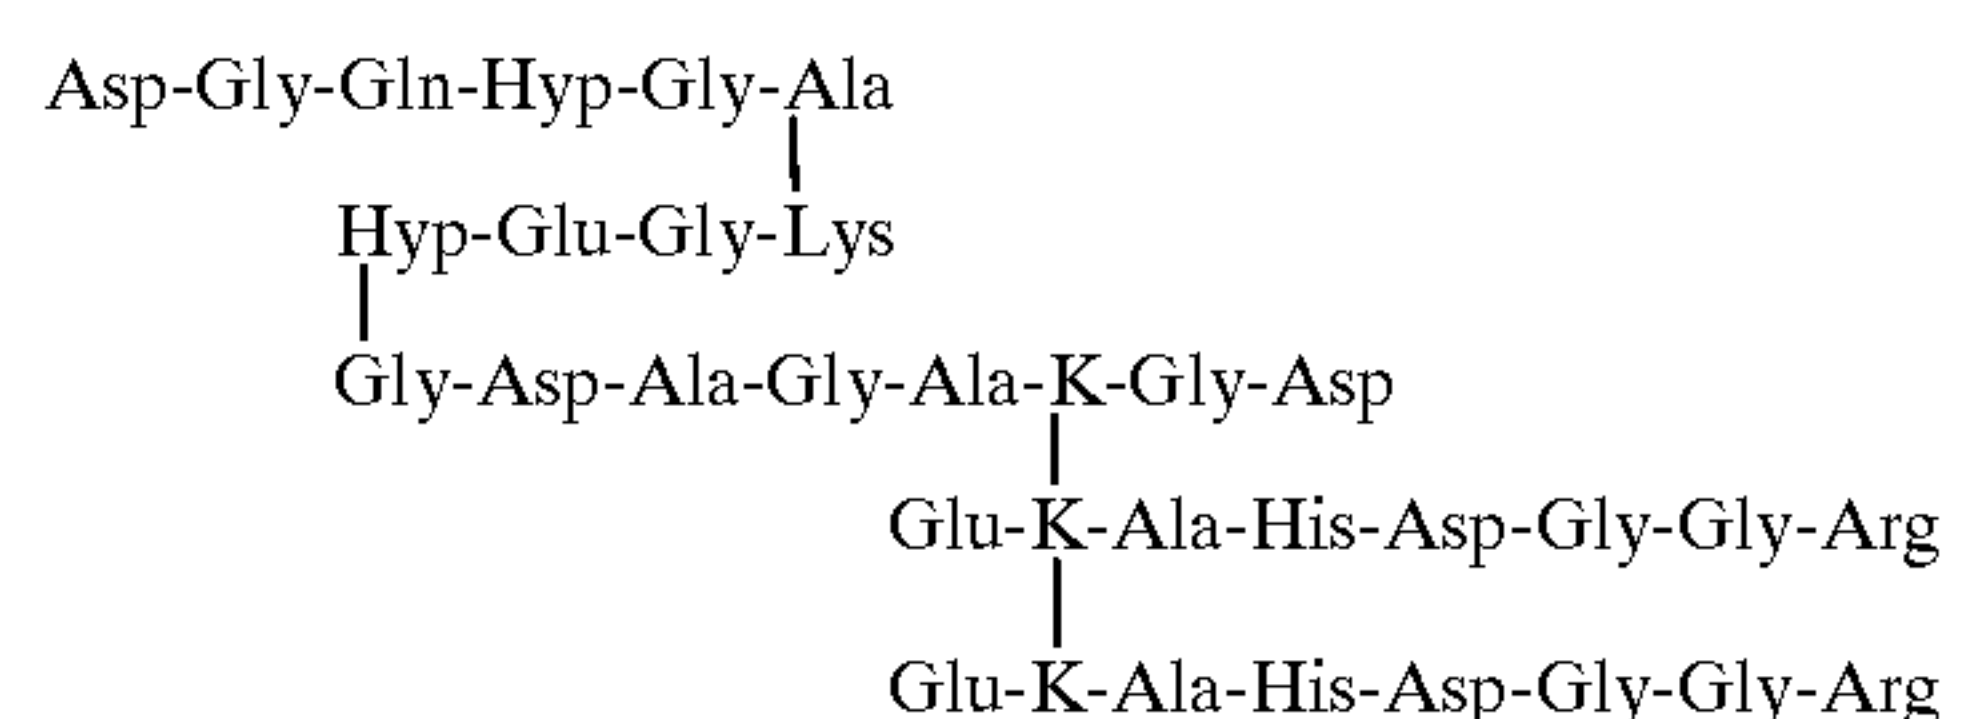 Asp-Gly-Gln-Hyp-Gly-Ala
Hyp-Glu-Gly-Lys
Gly-Asp-Ala-Gly-Ala-K-Gly-Asp
Glu-K-Ala-His-Asp-Gly-Gly-Arg
Glu-K-Ala-His-Asp-Gly-Gly-Arg